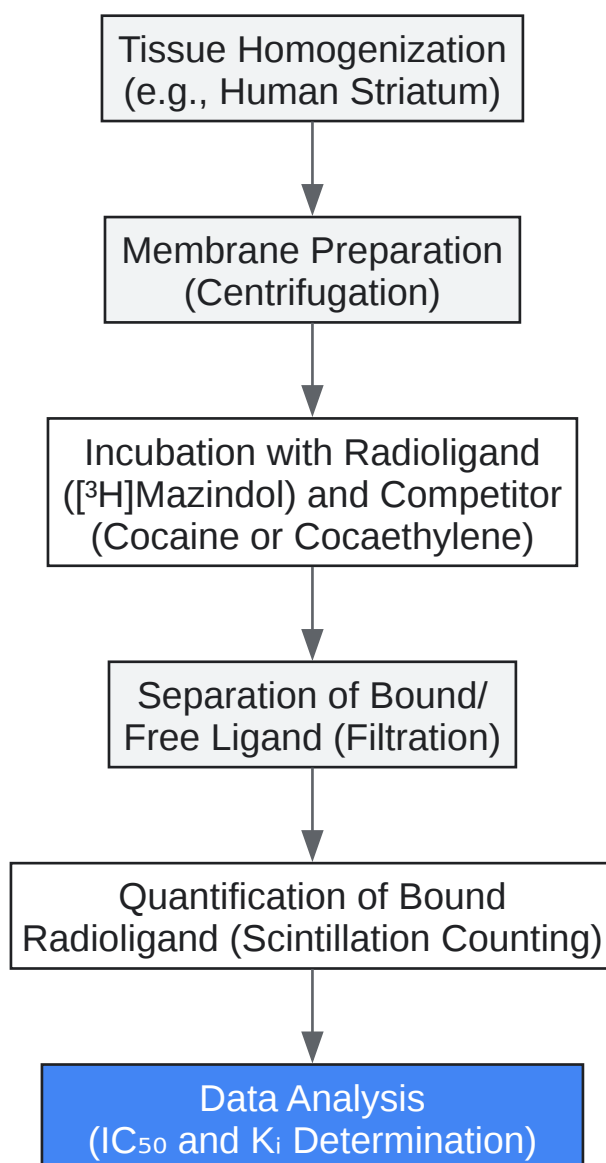 Tissue Homogenization
(e.g., Human Striatum)
Membrane Preparation
(Centrifugation)
Incubation with Radioligand
([³H]Mazindol) and Competitor
(Cocaine or Cocaethylene)
Separation of Bound/
Free Ligand (Filtration)
Quantification of Bound
Radioligand (Scintillation Counting)
Data Analysis
(IC₅₀ and Kᵢ Determination)